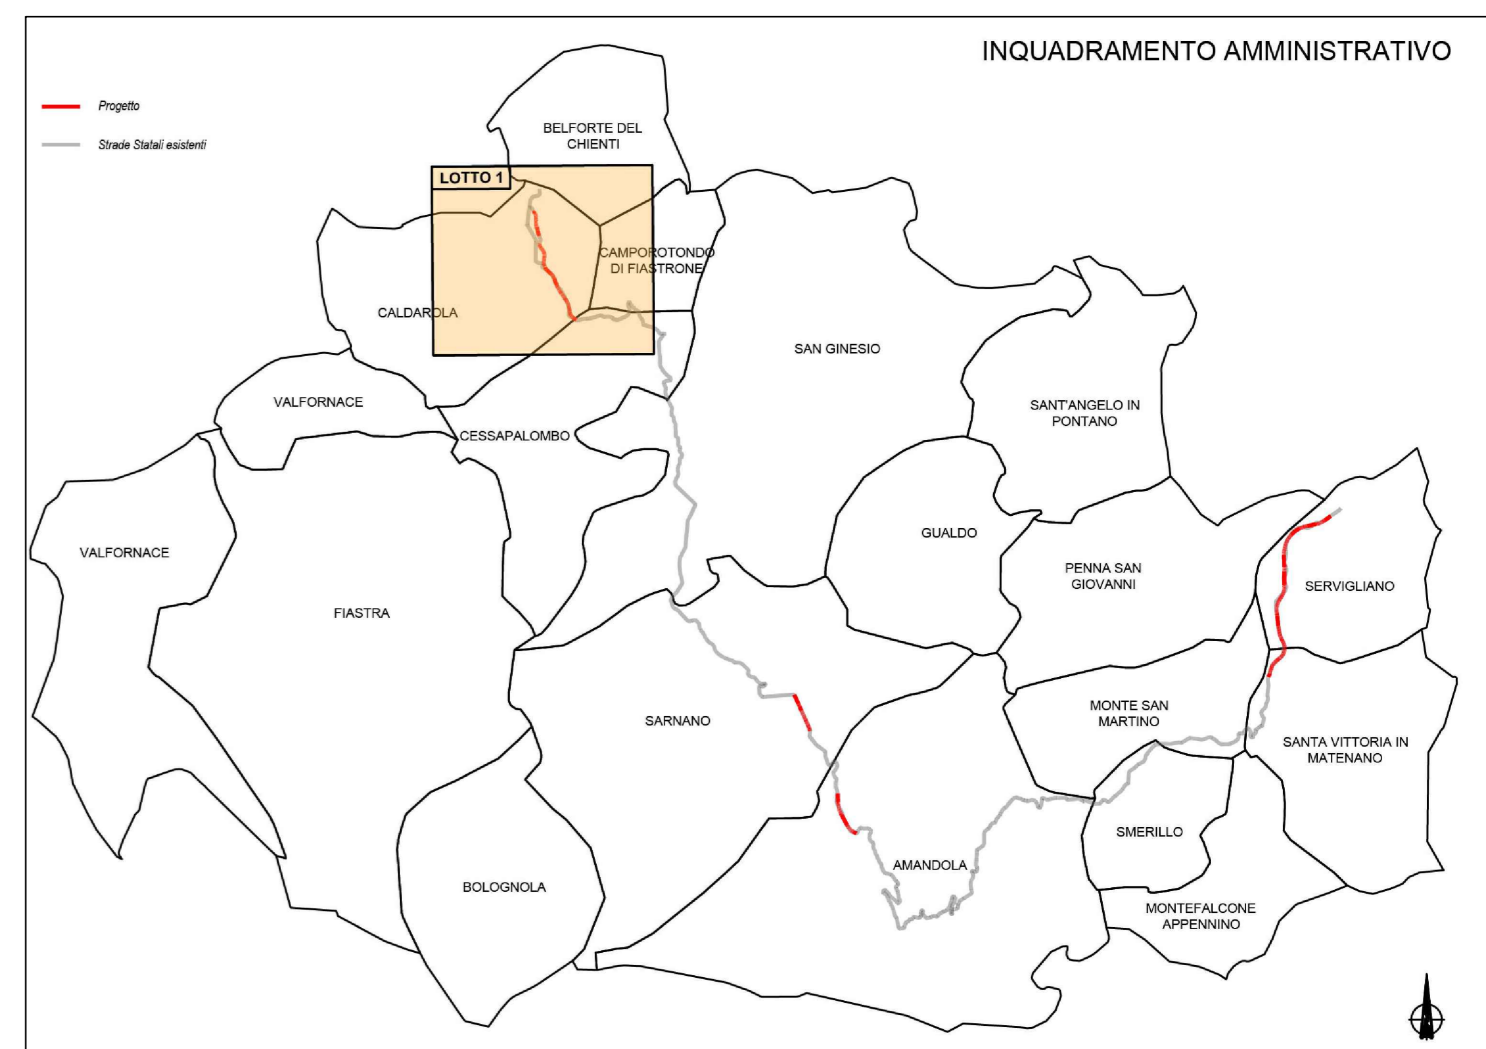 INQUADRAMENTO AMMINISTRATIVO
Progetto
Strade Statali esistenti
BELFORTE DEL
CHIENTI
LOTTO 1
CAMPOROTONDO
DI FIASTRONE
CALDAROLA
SAN GINESIO
VALFORNACE
SANT'ANGELO IN
PONTANO
CESSAPALOMBO
GUALDO
VALFORNACE
PENNA SAN
GIOVANNI
SERVIGLIANO
FIASTRA
MONTE SAN
MARTINO
SARNANO
SANTA VITTORIA IN
MATENANO
SMERILLO
AMANDOLA
BOLOGNOLA
MONTEFALCONE
APPENNINO